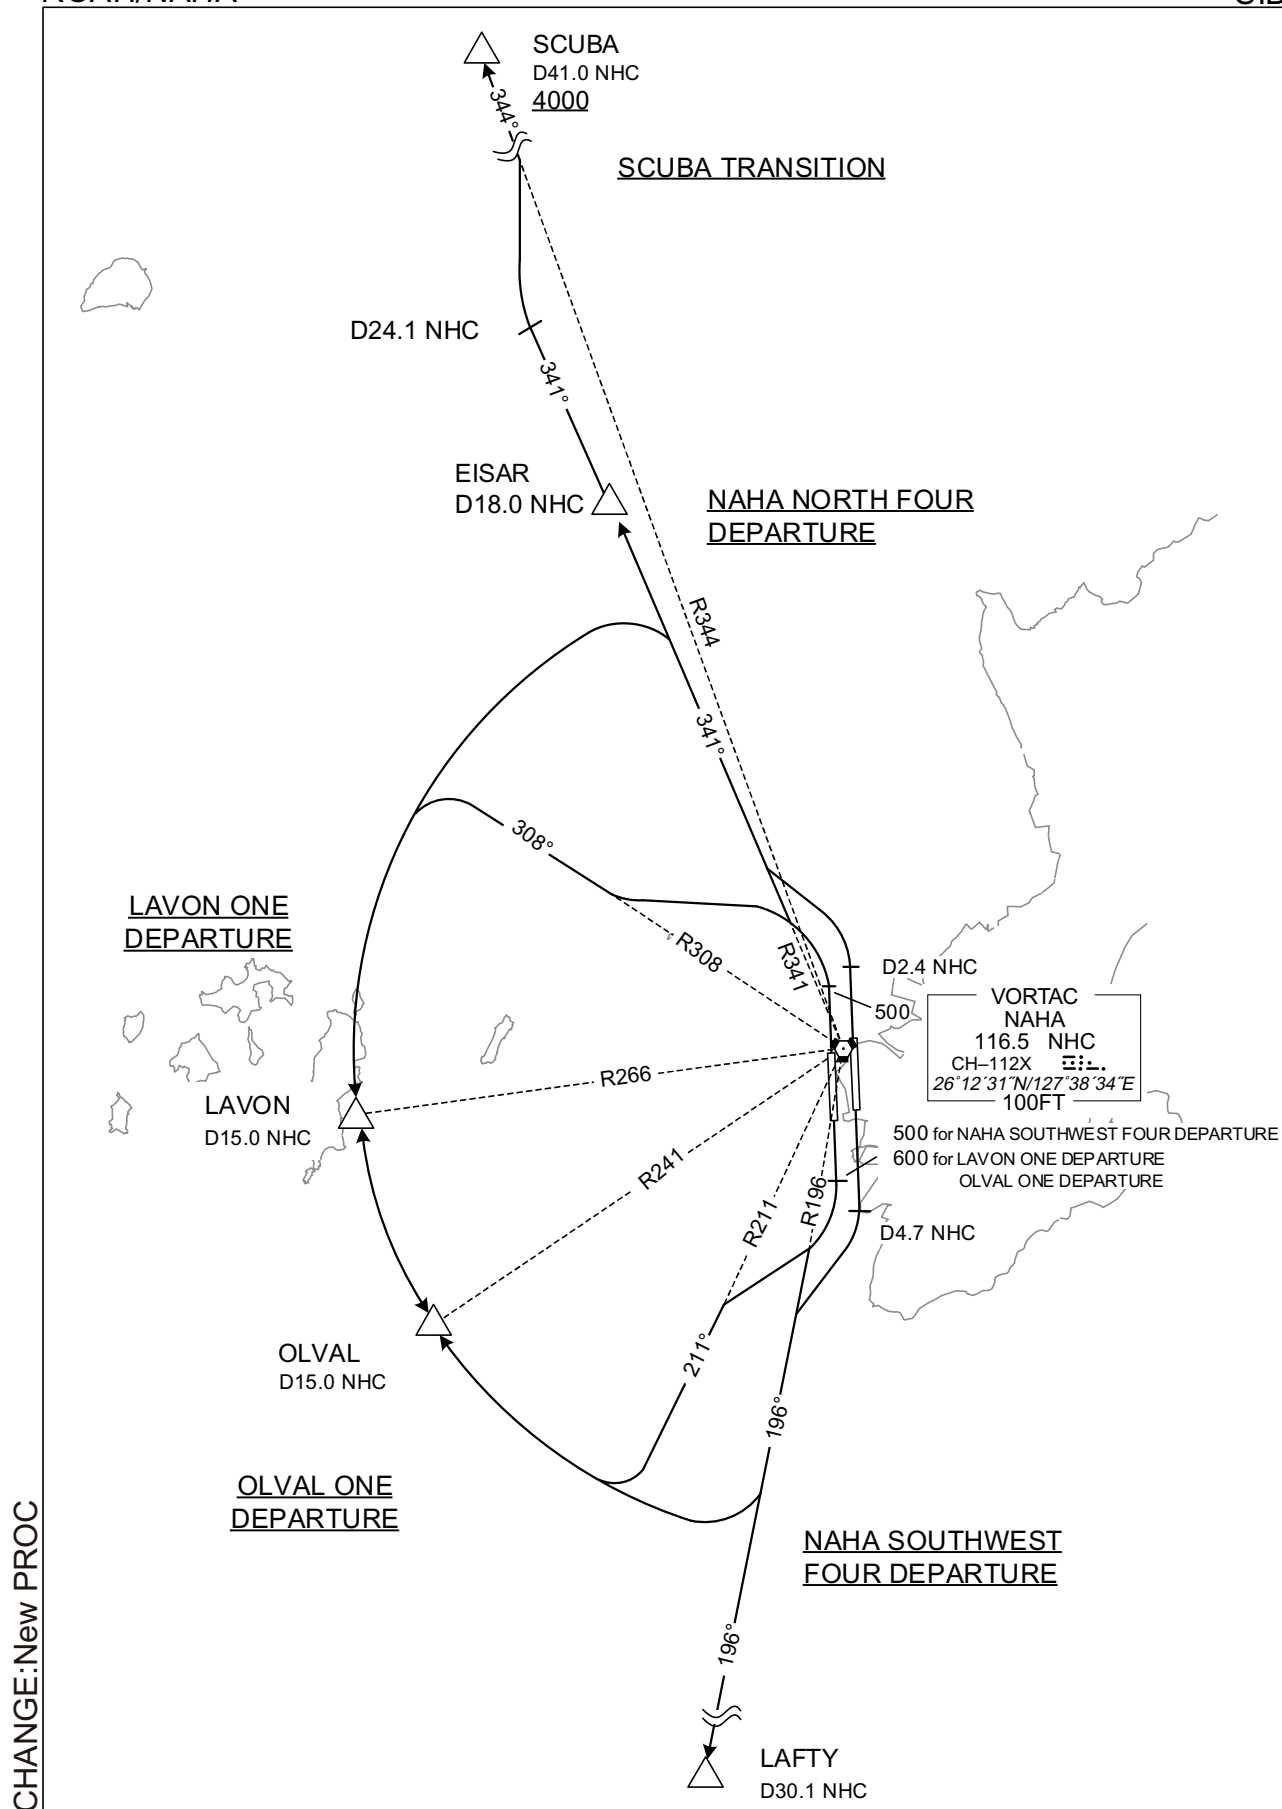 SCUBA
D41.0 NHC
4000
344°
SCUBA TRANSITION
D24.1 NHC
341°
EISAR
D18.0 NHC
NAHA NORTH FOUR
DEPARTURE
R344
341°
308°
LAVON ONE
DEPARTURE
R308
R341
D2.4 NHC
500
VORTAC
NAHA
116.5 NHC
CH–112X
26°12´31˝N/127°38´34˝E
100FT
R266
LAVON
D15.0 NHC
500 for NAHA SOUTHWEST FOUR DEPARTURE
600 for LAVON ONE DEPARTURE
OLVAL ONE DEPARTURE
R241
R211
R196
D4.7 NHC
OLVAL
D15.0 NHC
211°
196°
OLVAL ONE
DEPARTURE
NAHA SOUTHWEST
FOUR DEPARTURE
196°
LAFTY
D30.1 NHC
CHANGE:New PROC